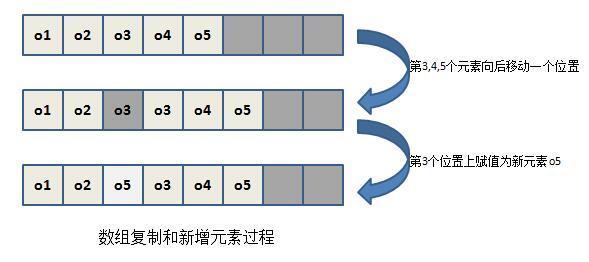 o1 o2 o3 o4 o5
第3,4,5个元素向后移动一个位置
o1 o2 o3 o3 o4 o5
第3个位置上赋值为新元素o5
o1 o2 o5 o3 o4 o5
数组复制和新增元素过程